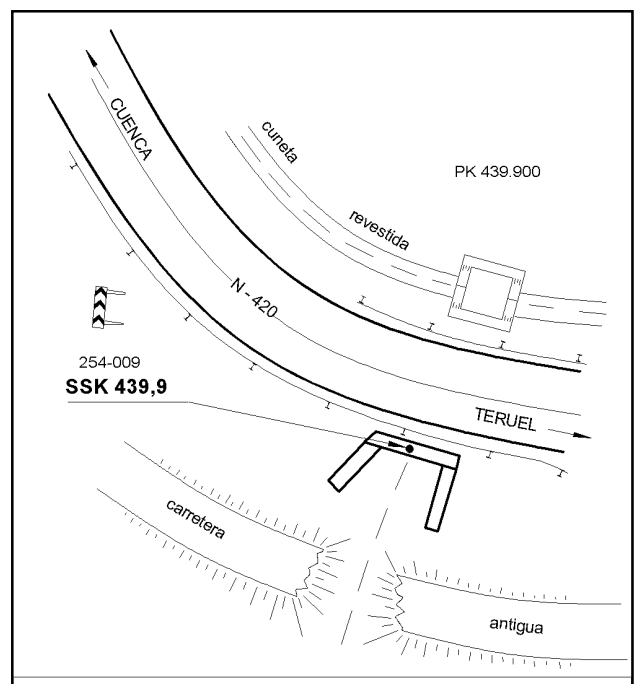 CUENCA
cuneta
revestida
PK 439.900
N - 420
254-009
SSK 439,9
TERUEL
carretera
antigua